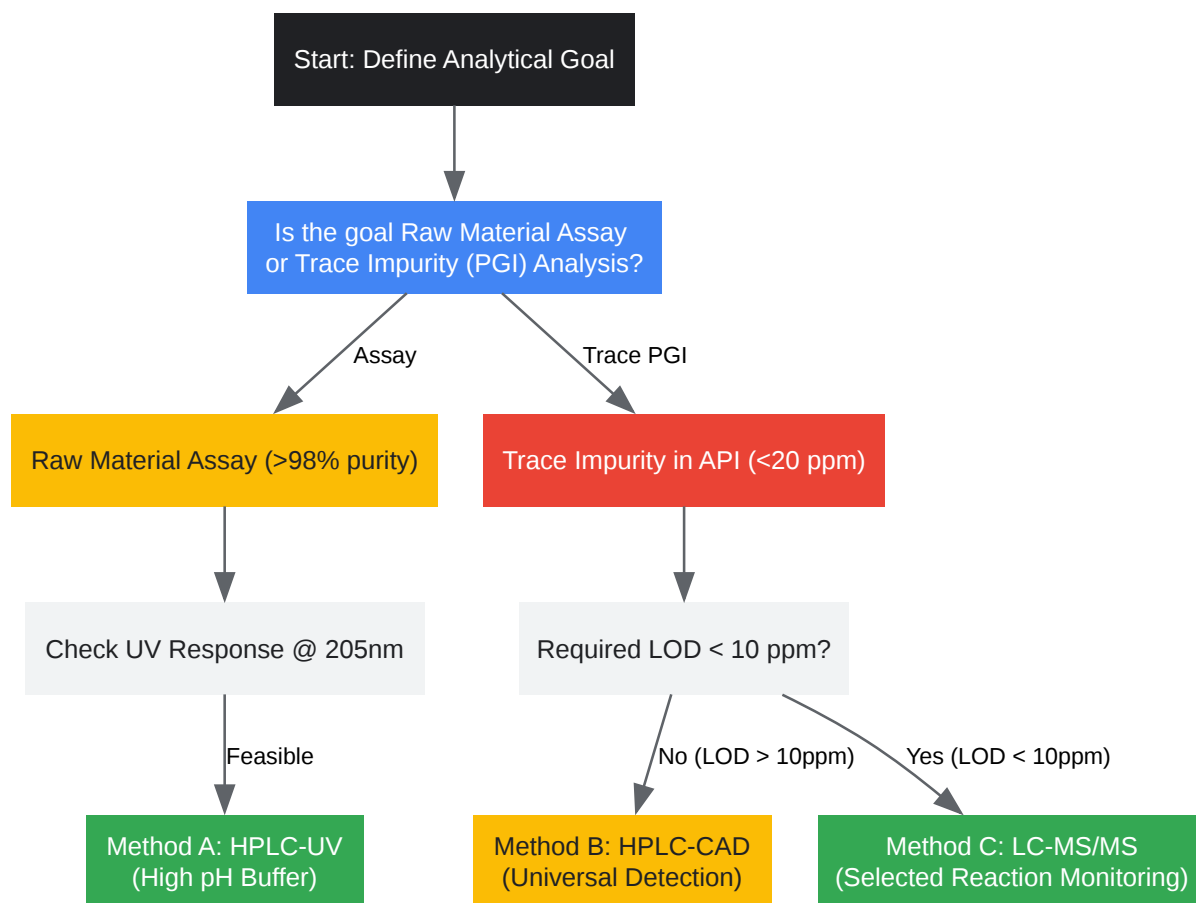 Start: Define Analytical Goal
Is the goal Raw Material Assay
or Trace Impurity (PGI) Analysis?
Assay
Trace PGI
Raw Material Assay (>98% purity)
Trace Impurity in API (<20 ppm)
Check UV Response @ 205nm
Required LOD < 10 ppm?
Feasible
No (LOD > 10ppm)
Yes (LOD < 10ppm)
Method A: HPLC-UV
(High pH Buffer)
Method B: HPLC-CAD
(Universal Detection)
Method C: LC-MS/MS
(Selected Reaction Monitoring)